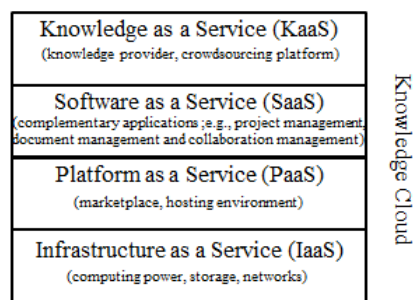 Knowledge as a Service (KaaS)
(knowledge provider, crowdsourcing platform)
Software as a Service (SaaS)
(complementary applications ;e.g., project management,
document management and collaboration management)
Platform as a Service (PaaS)
(marketplace, hosting environment)
Infrastructure as a Service (IaaS)
(computing power, storage, networks)
Knowledge Cloud